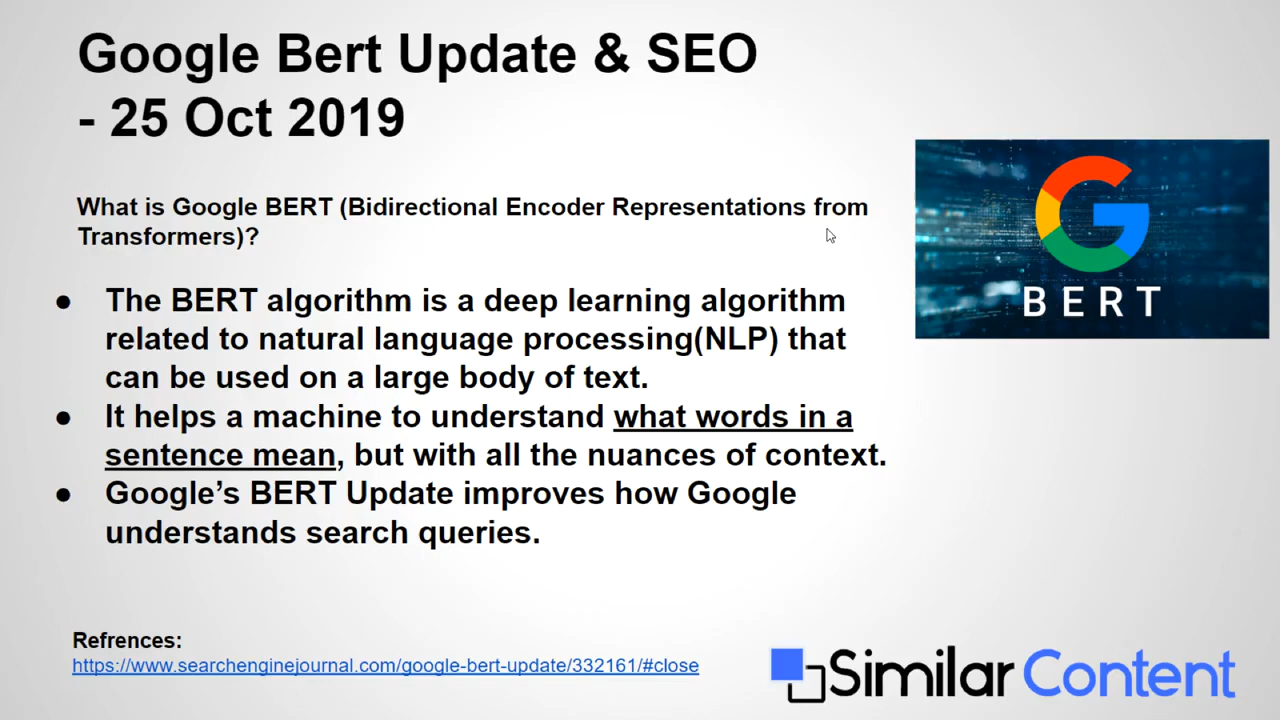 Google Bert Update & SEO
- 25 Oct 2019
What is Google BERT (Bidirectional Encoder Representations from
Transformers)?
● The BERT algorithm is a deep learning algorithm
related to natural language processing(NLP) that
can be used on a large body of text.
● It helps a machine to understand what words in a
sentence mean, but with all the nuances of context.
● Google’s BERT Update improves how Google
understands search queries.
BERT
Refrences:
https://www.searchenginejournal.com/google-bert-update/332161/#close
Similar Content